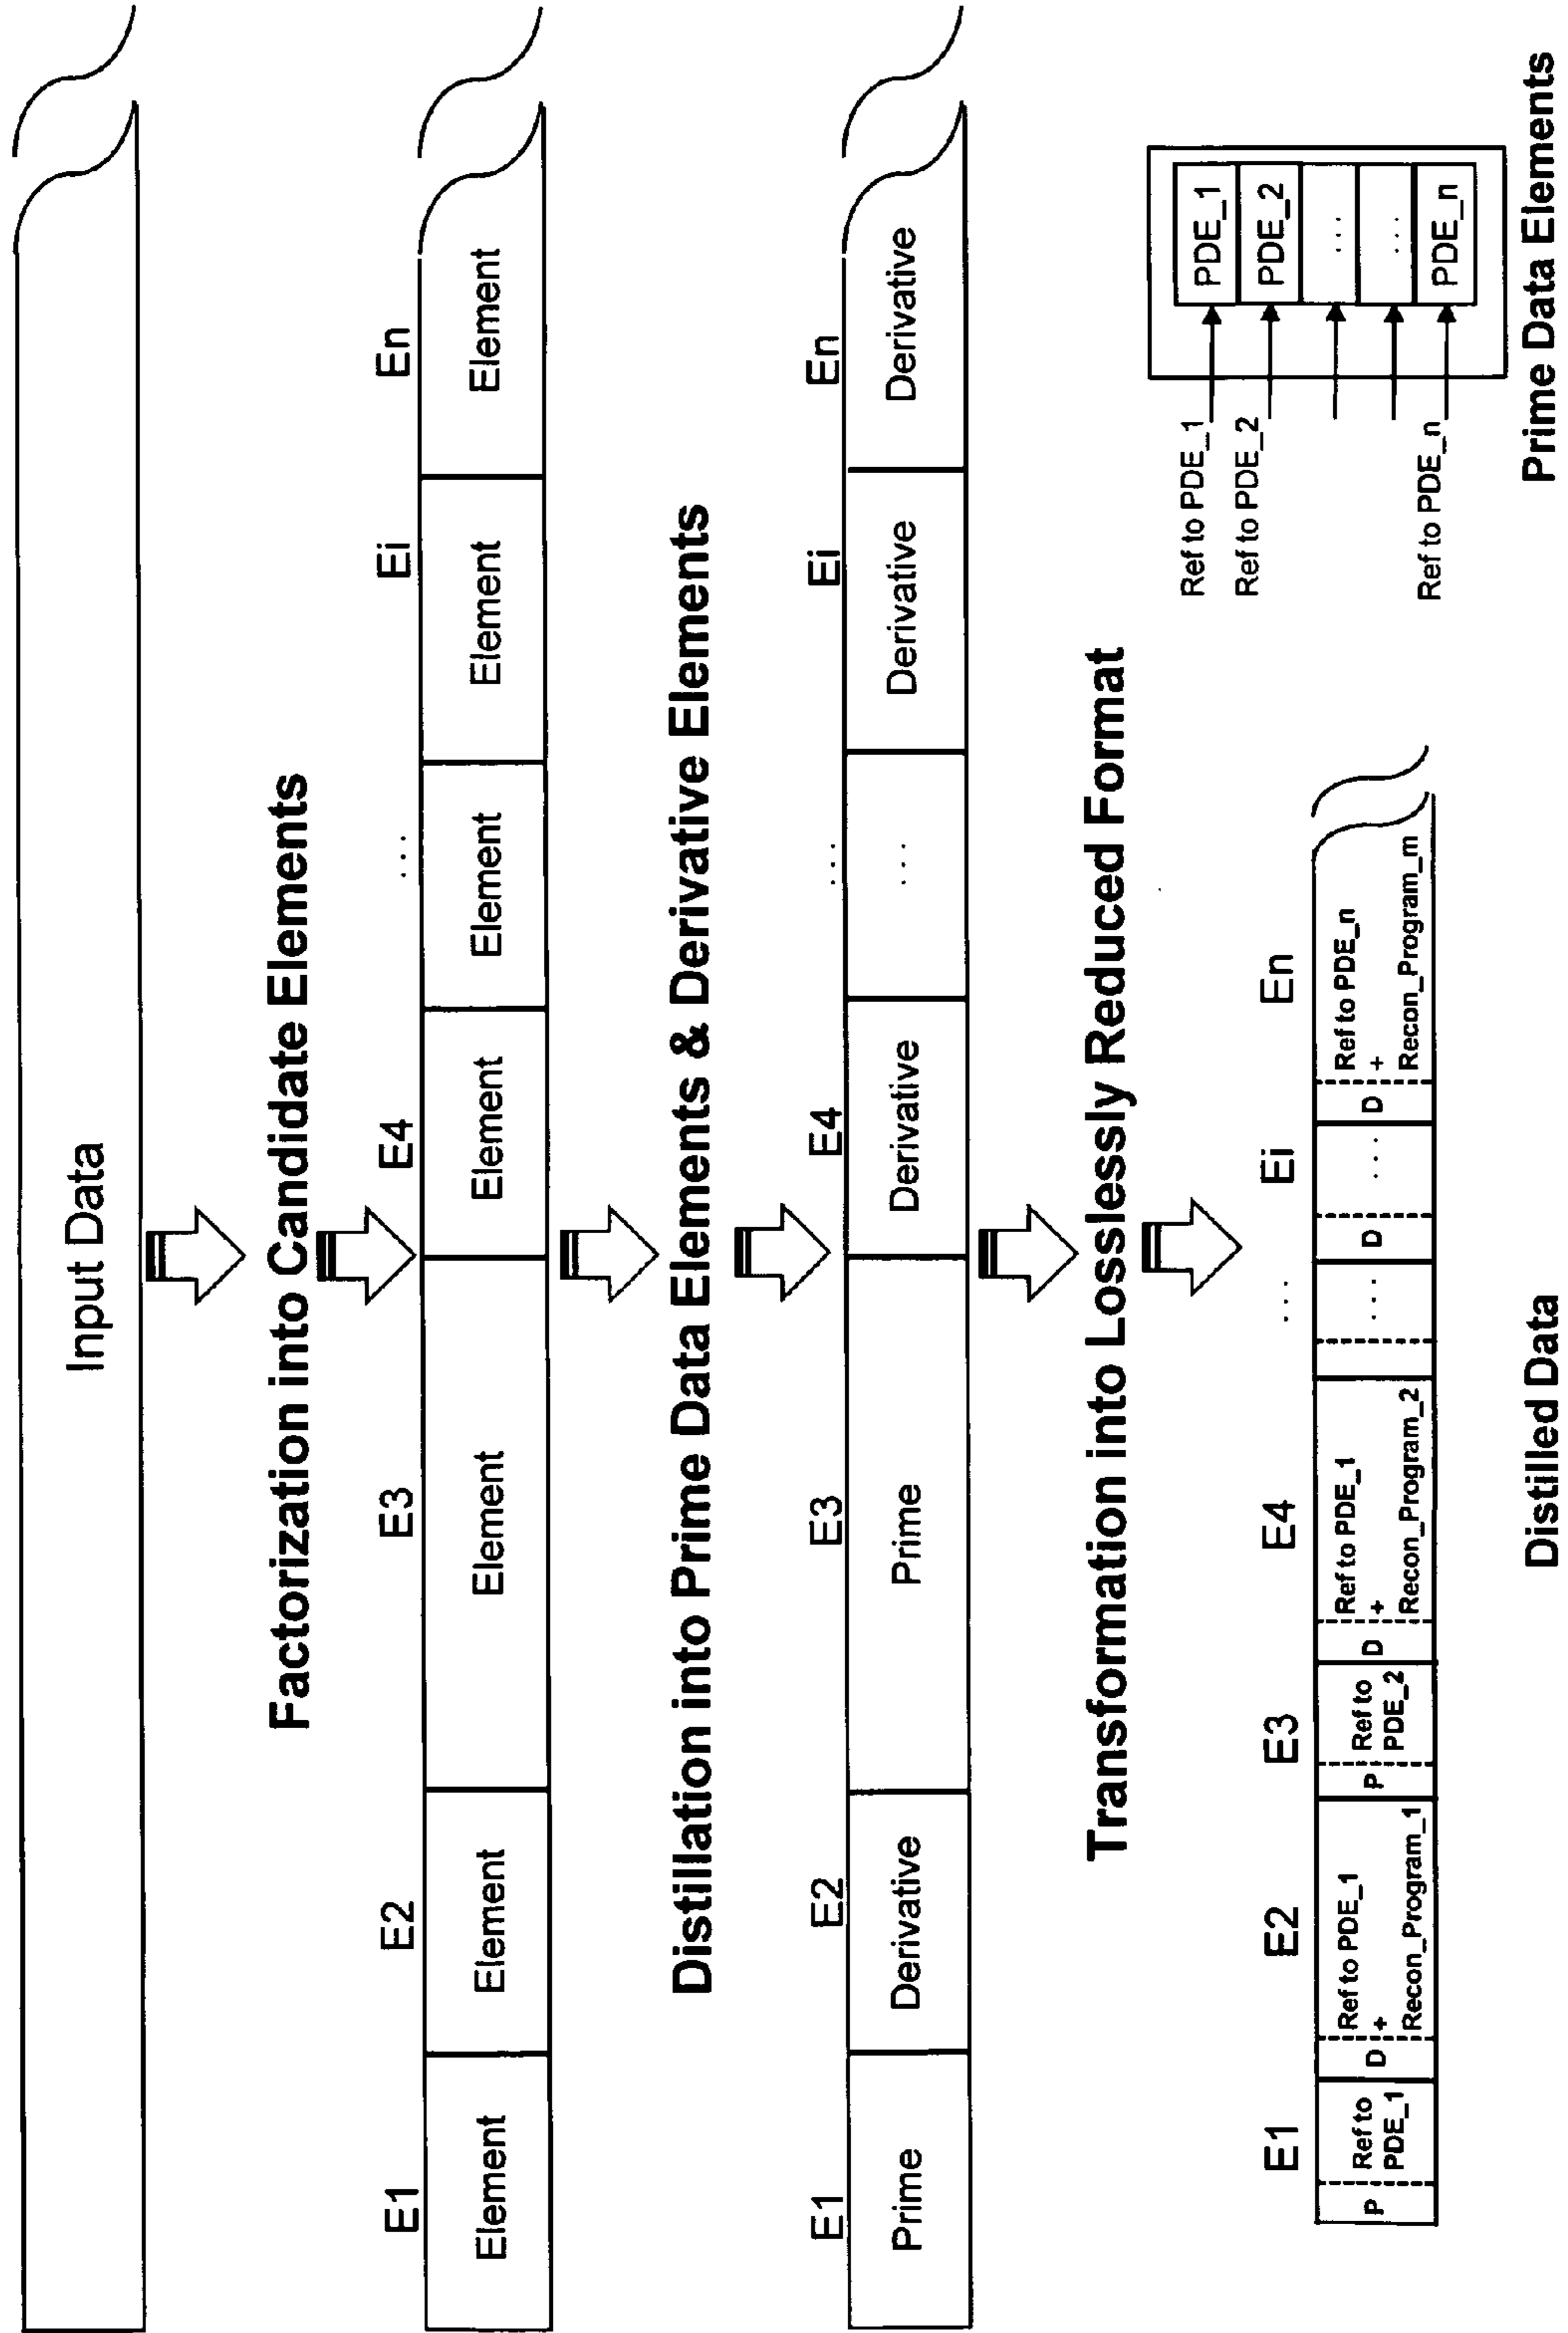 Input Data
Factorization into Candidate Elements
E1 E2 E3 E4 ... Ei En
Element Element Element Element Element Element Element
Distillation into Prime Data Elements & Derivative Elements
E1 E2 E3 E4 ... Ei En
Prime Derivative Prime Derivative ... Derivative Derivative
Transformation into Losslessly Reduced Format
E1 E2 E3 E4 ... Ei En
P
Ref to
PDE_1
D
Ref to PDE_1
+
Recon_Program_1
P
Ref to
PDE_2
D
Ref to PDE_1
+
Recon_Program_2
...
D
...
D
Ref to PDE_n
+
Recon_Program_m
Distilled Data
Ref to PDE_1
PDE_1
Ref to PDE_2
PDE_2
...
...
Ref to PDE_n
PDE_n
Prime Data Elements